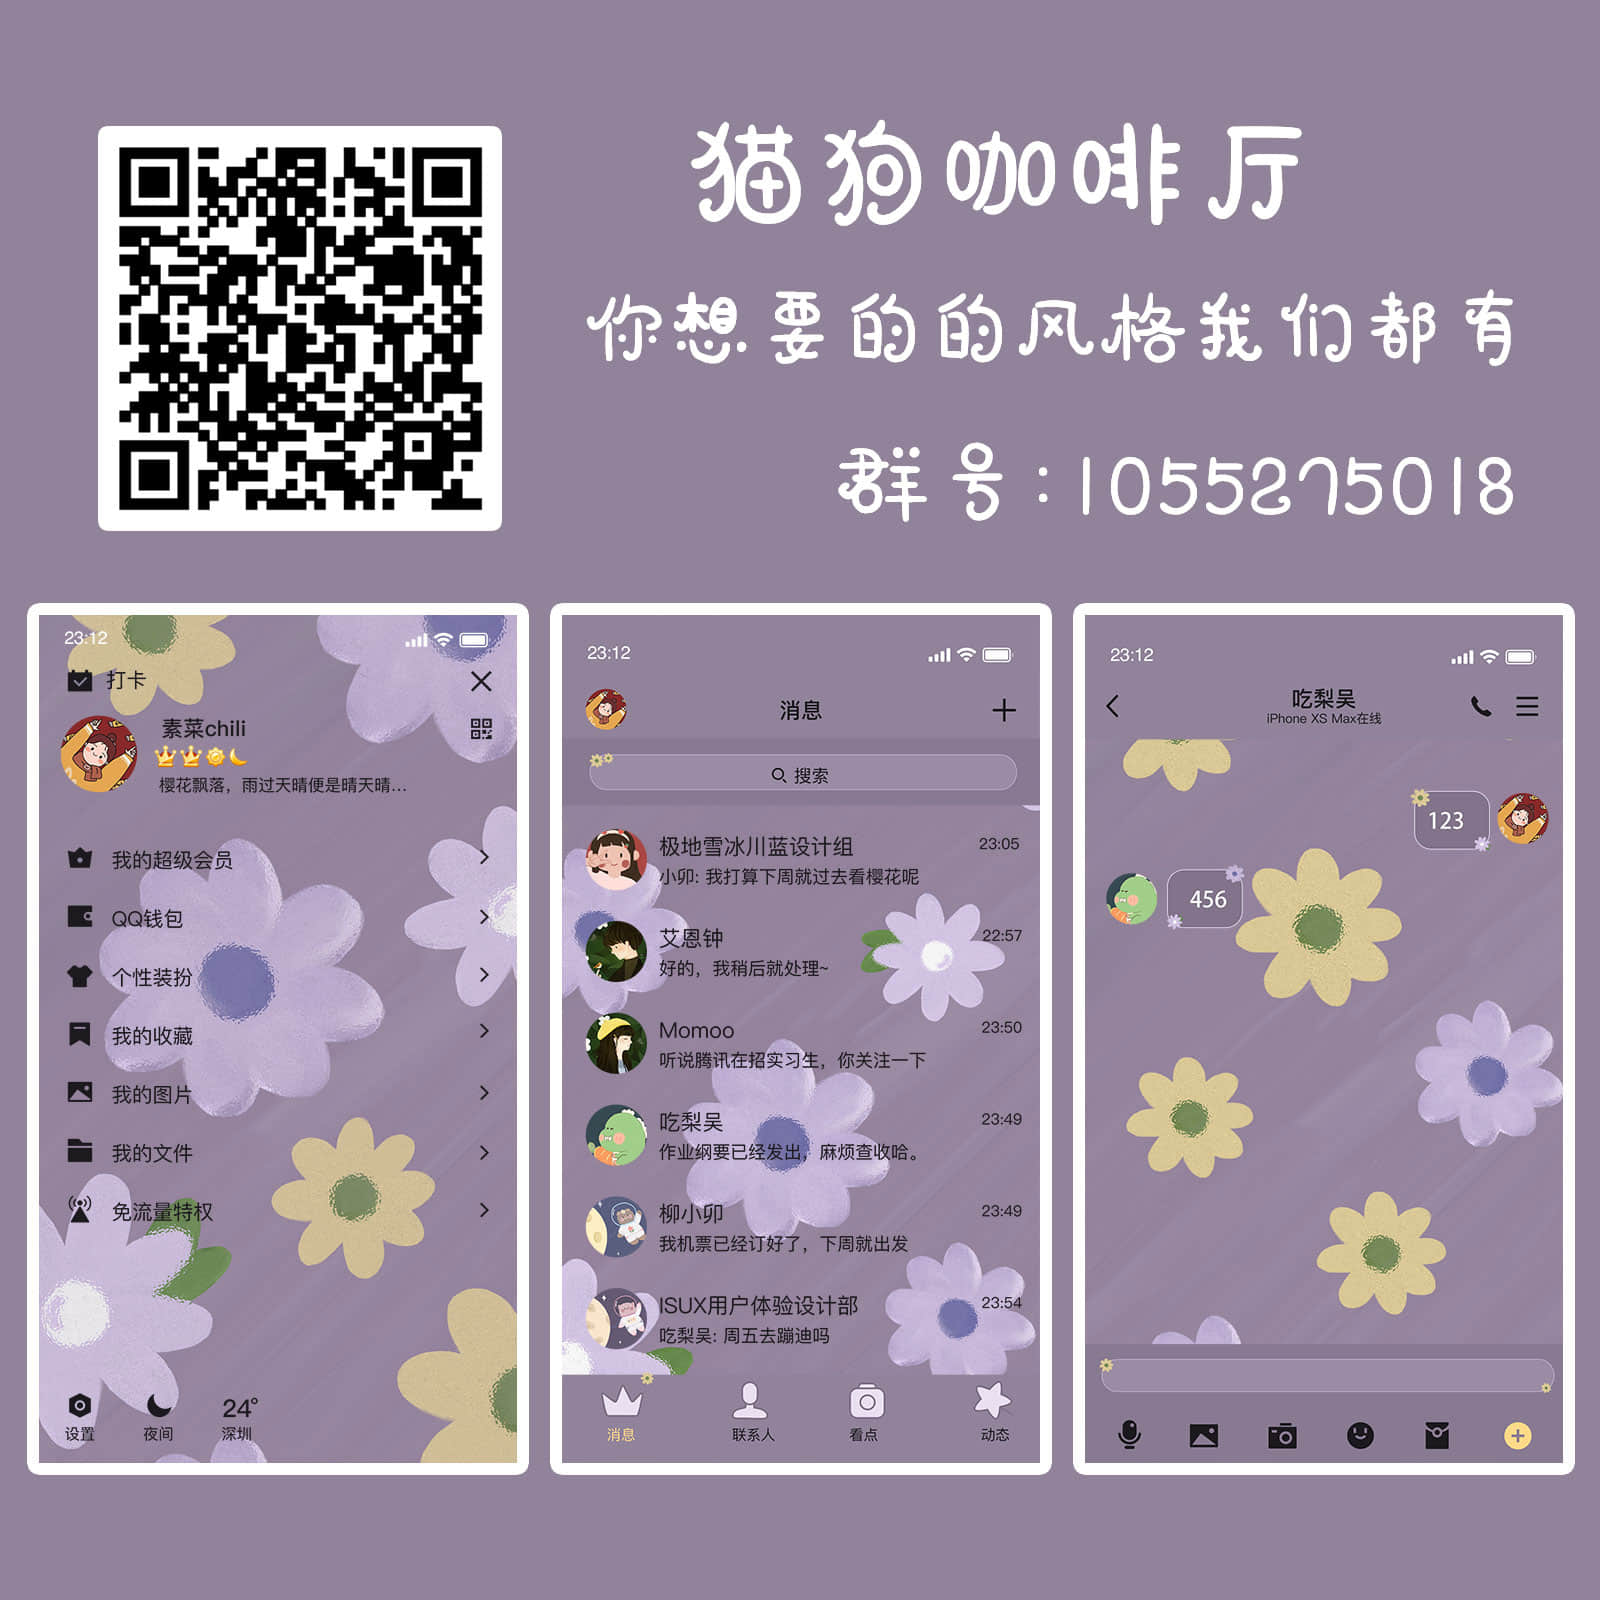 猫狗咖啡厅
你想要的的风格我们都有
群号:1055275018
23:12
打卡
素菜chili
樱花飘落，雨过天晴便是晴天晴...
我的超级会员
QQ钱包
个性装扮
我的收藏
我的图片
我的文件
免流量特权
24°
设置
夜间
深圳
23:12
消息
搜索
极地雪冰川蓝设计组
23:05
小卯: 我打算下周就过去看樱花呢
艾恩钟
22:57
好的，我稍后就处理~
Momoo
23:50
听说腾讯在招实习生，你关注一下
吃梨吴
23:49
作业纲要已经发出，麻烦查收哈。
柳小卯
23:49
我机票已经订好了，下周就出发
ISUX用户体验设计部
23:54
吃梨吴: 周五去蹦迪吗
消息
联系人
看点
动态
23:12
吃梨吴
iPhone XS Max在线
123
456